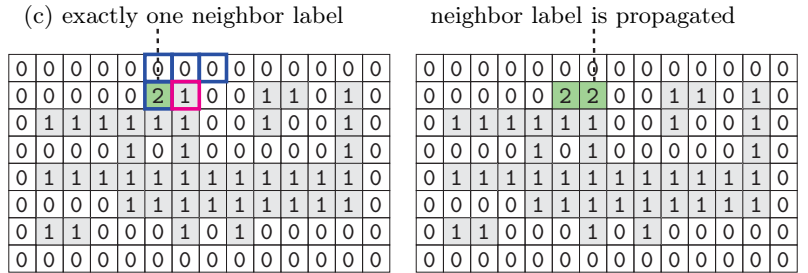 (c) exactly one neighbor label
0 0 0 0 0 0 0 0 0 0 0 0 0 0
0 0 0 0 0 2 1 0 0 1 1 0 1 0
0 1 1 1 1 1 1 0 0 1 0 0 1 0
0 0 0 0 1 0 1 0 0 0 0 0 1 0
0 1 1 1 1 1 1 1 1 1 1 1 1 0
0 0 0 0 1 1 1 1 1 1 1 1 1 0
0 1 1 0 0 0 1 0 1 0 0 0 0 0
0 0 0 0 0 0 0 0 0 0 0 0 0 0
neighbor label is propagated
0 0 0 0 0 0 0 0 0 0 0 0 0 0
0 0 0 0 0 2 2 0 0 1 1 0 1 0
0 1 1 1 1 1 1 0 0 1 0 0 1 0
0 0 0 0 1 0 1 0 0 0 0 0 1 0
0 1 1 1 1 1 1 1 1 1 1 1 1 0
0 0 0 0 1 1 1 1 1 1 1 1 1 0
0 1 1 0 0 0 1 0 1 0 0 0 0 0
0 0 0 0 0 0 0 0 0 0 0 0 0 0